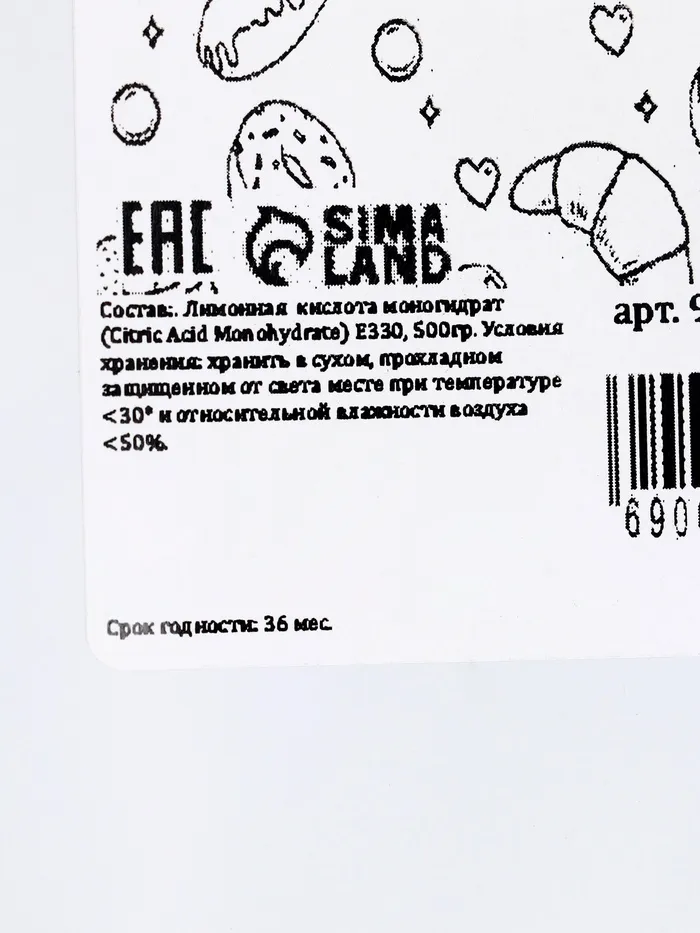 EAC
SIMA
LAND
Состав:. Лимонная кислота моногидрат
(Citric Acid Monohydrate) E330, 500гр. Условия
хранения: хранить в сухом, прохладном
защищенном от света месте при температуре
<30° и относительной влажности воздуха
<50%.
арт. 9
690
Срок годности: 36 мес.